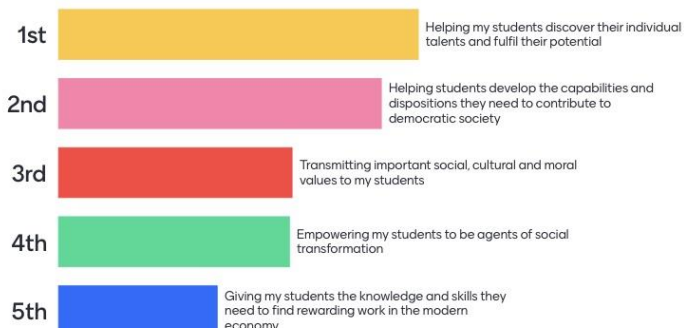 1st
Helping my students discover their individual
talents and fulfil their potential
2nd
Helping students develop the capabilities and
dispositions they need to contribute to
democratic society
3rd
Transmitting important social, cultural and moral
values to my students
4th
Empowering my students to be agents of social
transformation
5th
Giving my students the knowledge and skills they
need to find rewarding work in the modern
economy